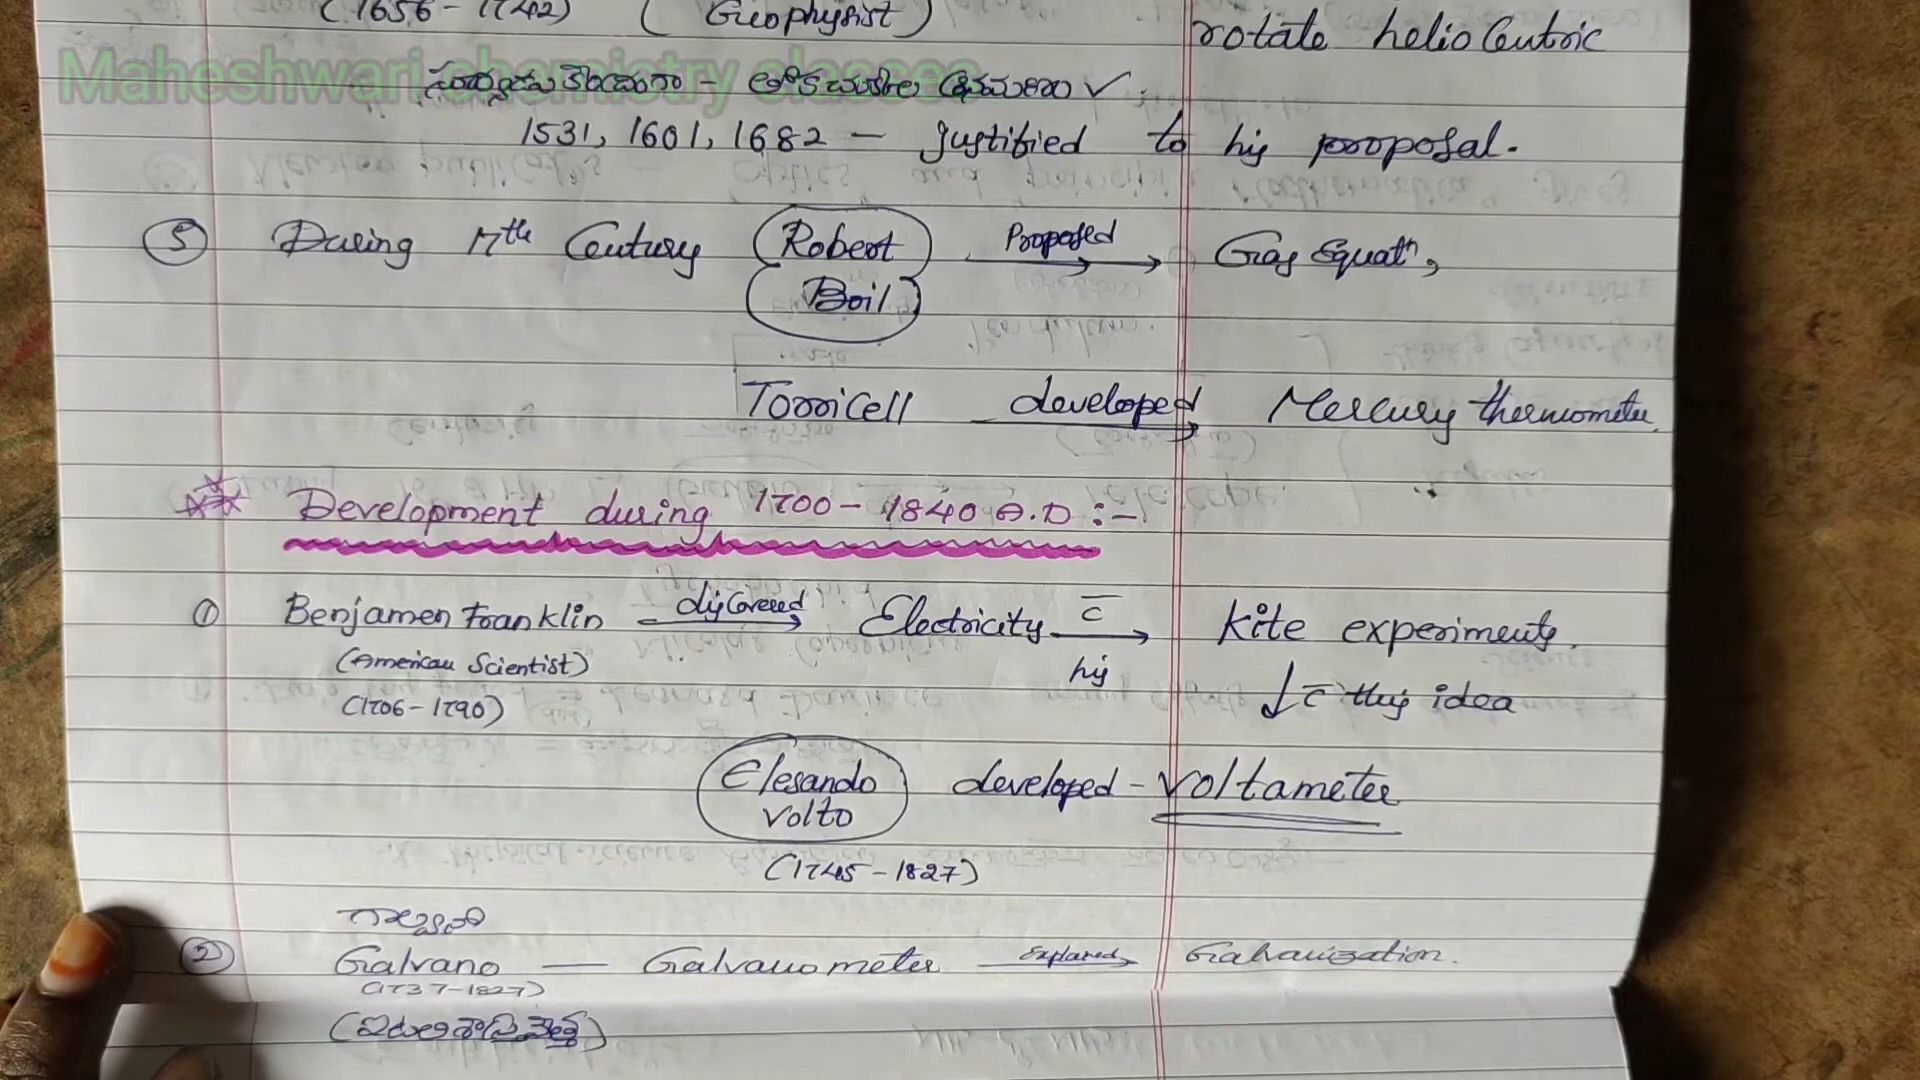 (1656 - 1742) (Geophysist)
rotate helio Centric
Maheshwari chemistry classes
1531, 1601, 1682 — justified to his proposal.
5 During 17th Century Robert Boil Proposed Gas Equatn,
Torricell developed Mercury thermometer.
Development during 1700 - 1840 A.D :-
1 Benjamen Franklin discovered Electricity c̅ his Kite experiments.
(American Scientist) c̅ this idea
(1706 - 1790)
Elesando Volto developed - Voltameter
(1745 - 1827)
2 Galvano — Galvanometer Explaned Galvanization.
(1737-1827)